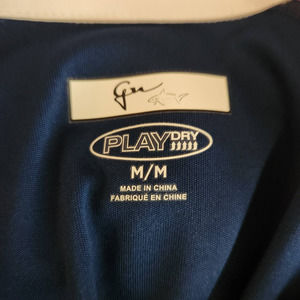 PLAYDRY
M/M
MADE IN CHINA
FABRIQUÉ EN CHINE